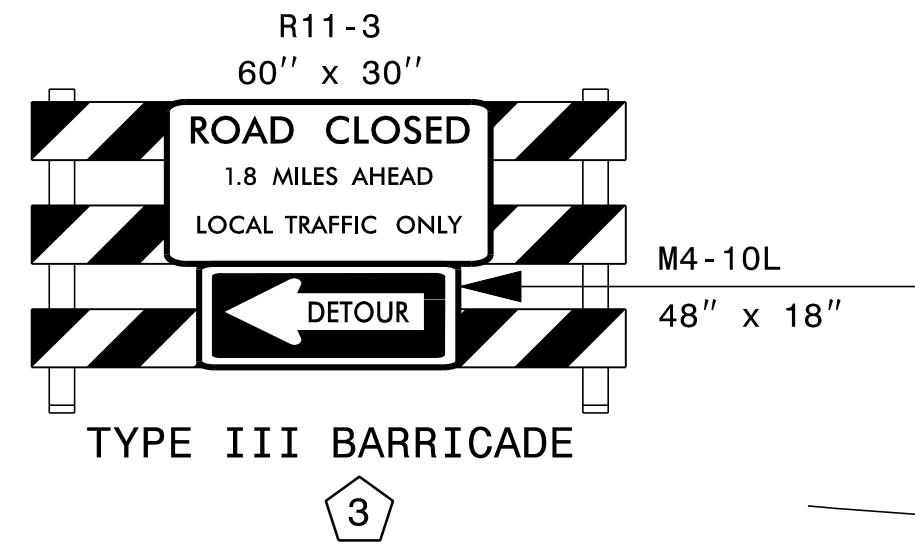 R11-3
60" x 30"
ROAD CLOSED
1.8 MILES AHEAD
LOCAL TRAFFIC ONLY
M4-10L
DETOUR
48" x 18"
TYPE III BARRICADE
3